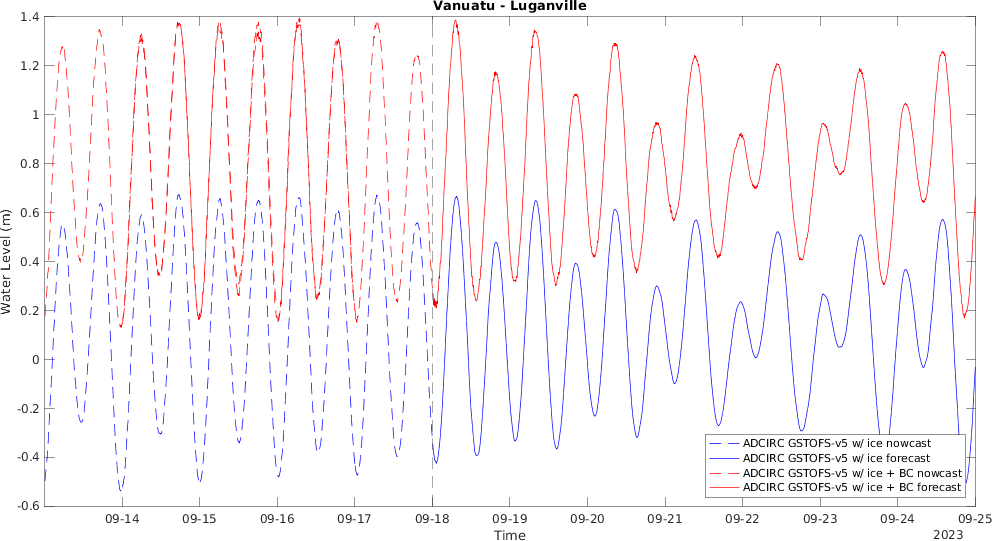 Vanuatu - Luganville
Water Level (m)
1.4
1.2
1
0.8
0.6
0.4
0.2
0
-0.2
-0.4
-0.6
ADCIRC GSTOFS-v5 w/ ice nowcast
ADCIRC GSTOFS-v5 w/ ice forecast
ADCIRC GSTOFS-v5 w/ ice + BC nowcast
ADCIRC GSTOFS-v5 w/ ice + BC forecast
09-14 09-15 09-16 09-17 09-18 09-19 09-20 09-21 09-22 09-23 09-24 09-25
Time
2023